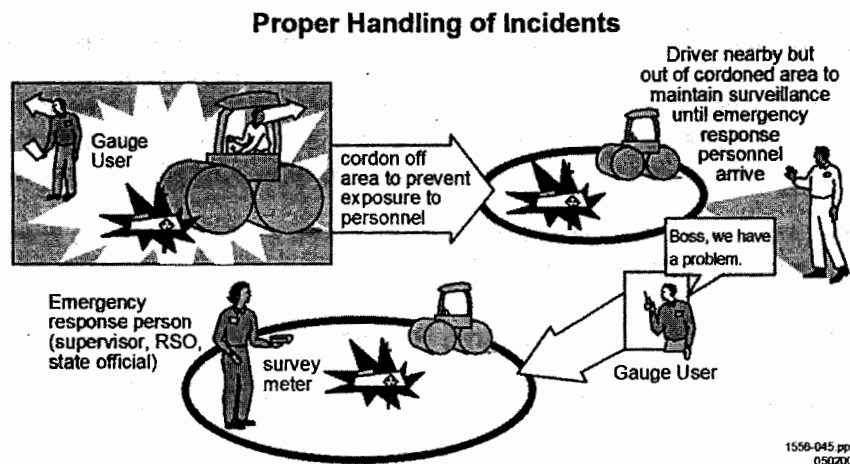 Proper Handling of Incidents
Gauge
User
cordon off
area to prevent
exposure to
personnel
Driver nearby but
out of cordoned area to
maintain surveillance
until emergency
response
personnel
arrive
Boss, we have
a problem.
Gauge User
Emergency
response person
(supervisor, RSO,
state official)
survey
meter
1556-045.pp
050200